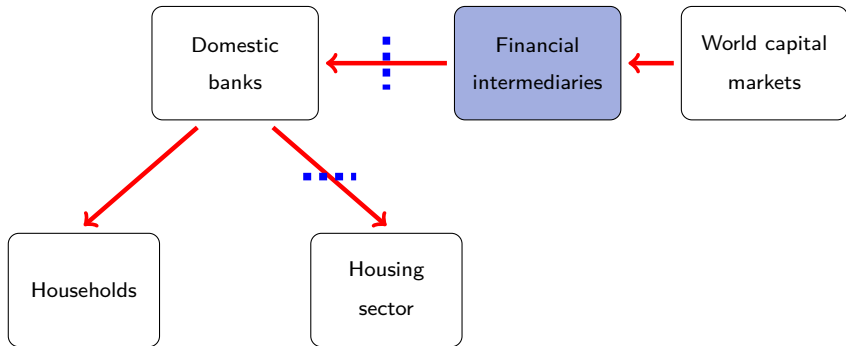 Domestic
banks
Financial
intermediaries
World capital
markets
Households
Housing
sector